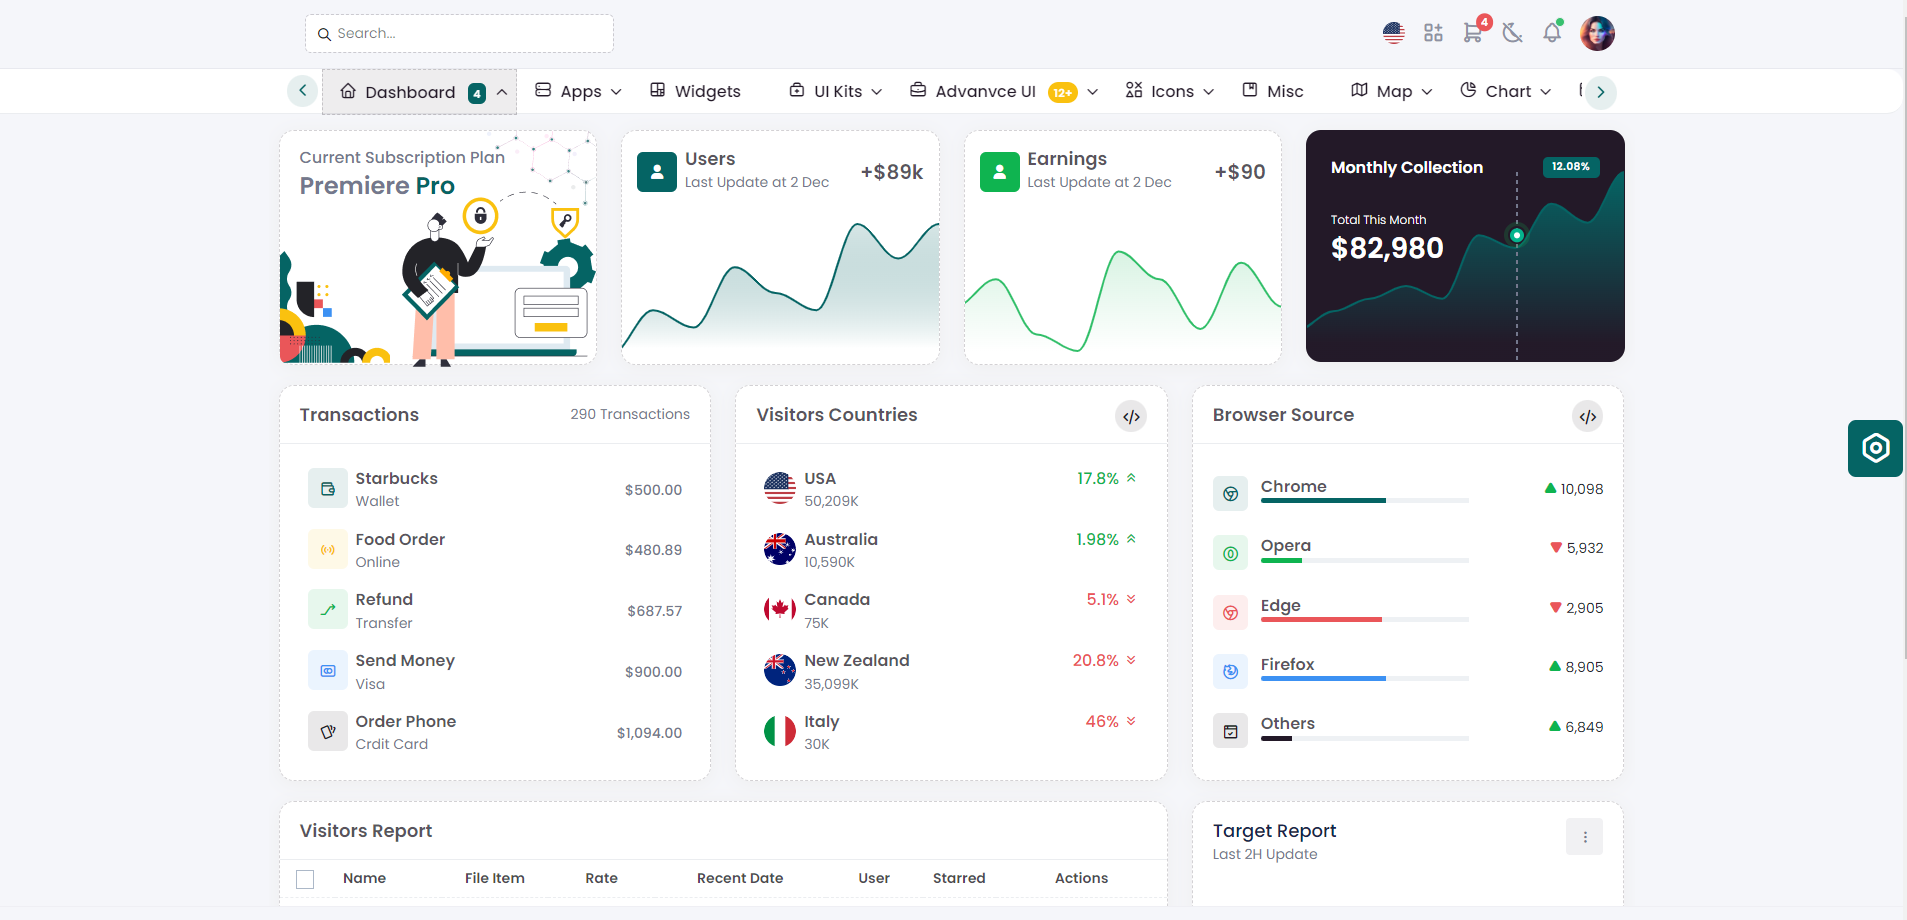 Search...
4
Dashboard 4
Apps
Widgets
UI Kits
Advanvce UI 12+
Icons
Misc
Map
Chart
Current Subscription Plan
Premiere Pro
Users
Last Update at 2 Dec
+$89k
Earnings
Last Update at 2 Dec
+$90
Monthly Collection
12.08%
Total This Month
$82,980
Transactions
290 Transactions
Starbucks
Wallet
$500.00
Food Order
Online
$480.89
Refund
Transfer
$687.57
Send Money
Visa
$900.00
Order Phone
Crdit Card
$1,094.00
Visitors Countries
USA
50,209K
17.8%
Australia
10,590K
1.98%
Canada
75K
5.1%
New Zealand
35,099K
20.8%
Italy
30K
46%
Browser Source
Chrome
10,098
Opera
5,932
Edge
2,905
Firefox
8,905
Others
6,849
Visitors Report
Name File Item Rate Recent Date User Starred Actions
Target Report
Last 2H Update